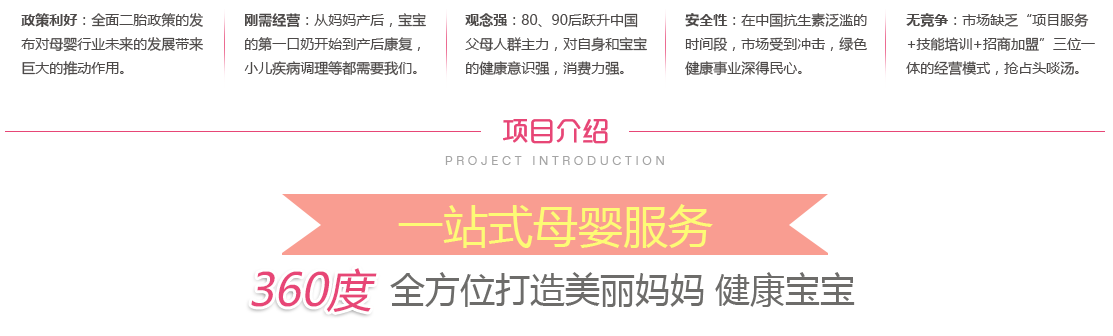 政策利好：全面二胎政策的发
布对母婴行业未来的发展带来
巨大的推动作用。
刚需经营：从妈妈产后，宝宝
的第一口奶开始到产后康复，
小儿疾病调理等都需要我们。
观念强：80、90后跃升中国
父母人群主力，对自身和宝宝
的健康意识强，消费力强。
安全性：在中国抗生素泛滥的
时间段，市场受到冲击，绿色
健康事业深得民心。
无竞争：市场缺乏“项目服务
+技能培训+招商加盟”三位一
体的经营模式，抢占头啖汤。
项目介绍
PROJECT INTRODUCTION
一站式母婴服务
360度 全方位打造美丽妈妈 健康宝宝